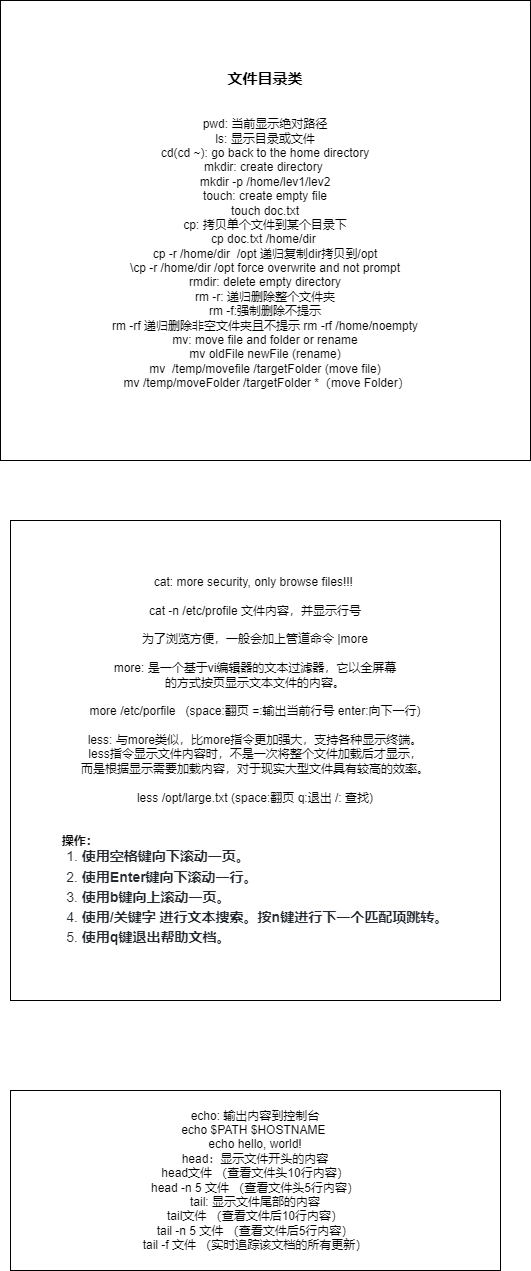 文件目录类
pwd: 当前显示绝对路径
ls: 显示目录或文件
cd(cd ~): go back to the home directory
mkdir: create directory
mkdir -p /home/lev1/lev2
touch: create empty file
touch doc.txt
cp: 拷贝单个文件到某个目录下
cp doc.txt /home/dir
cp -r /home/dir  /opt 递归复制dir拷贝到/opt
\cp -r /home/dir /opt force overwrite and not prompt
rmdir: delete empty directory
rm -r: 递归删除整个文件夹
rm -f:强制删除不提示
rm -rf 递归删除非空文件夹且不提示 rm -rf /home/noempty
mv: move file and folder or rename
mv oldFile newFile (rename)
mv  /temp/movefile /targetFolder (move file)
mv /temp/moveFolder /targetFolder *（move Folder）
cat: more security, only browse files!!!
cat -n /etc/profile 文件内容，并显示行号
为了浏览方便，一般会加上管道命令 |more
more: 是一个基于vi编辑器的文本过滤器，它以全屏幕
的方式按页显示文本文件的内容。
more /etc/porfile （space:翻页 =:输出当前行号 enter:向下一行）
less: 与more类似，比more指令更加强大，支持各种显示终端。
less指令显示文件内容时，不是一次将整个文件加载后才显示，
而是根据显示需要加载内容，对于现实大型文件具有较高的效率。
less /opt/large.txt (space:翻页 q:退出 /: 查找)
操作：
1. 使用空格键向下滚动一页。
2. 使用Enter键向下滚动一行。
3. 使用b键向上滚动一页。
4. 使用/关键字 进行文本搜索。按n键进行下一个匹配项跳转。
5. 使用q键退出帮助文档。
echo: 输出内容到控制台
echo $PATH $HOSTNAME
echo hello, world!
head：显示文件开头的内容
head文件 （查看文件头10行内容）
head -n 5 文件 （查看文件头5行内容）
tail: 显示文件尾部的内容
tail文件 （查看文件后10行内容）
tail -n 5 文件 （查看文件后5行内容）
tail -f 文件 （实时追踪该文档的所有更新）